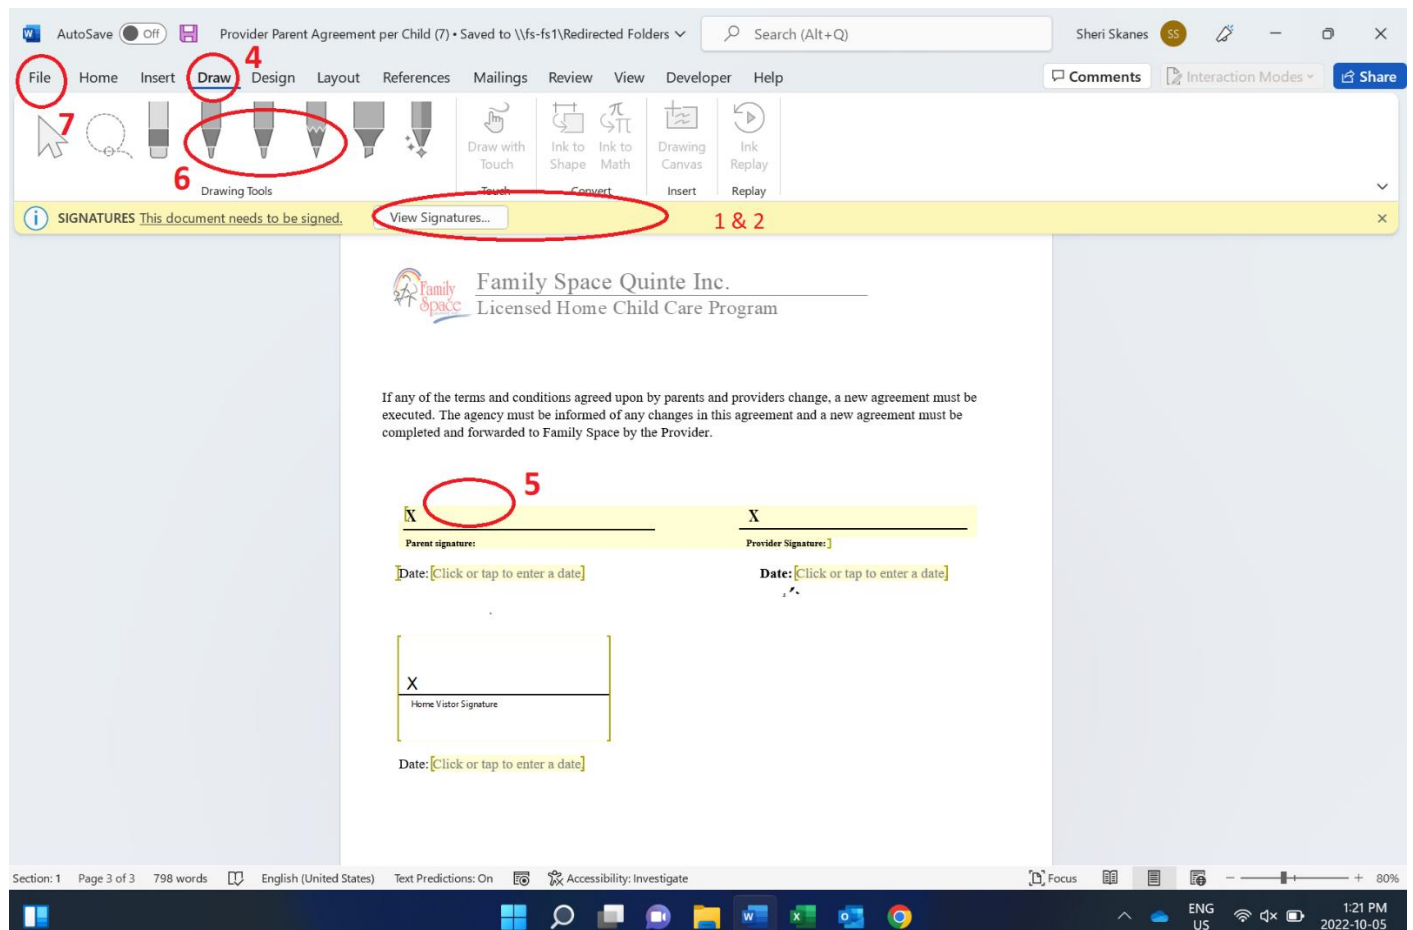 AutoSave Off Provider Parent Agreement per Child (7) • Saved to \\fs-fs1\Redirected Folders Search (Alt+Q) Sheri Skanes SS
4
File Home Insert Draw Design Layout References Mailings Review View Developer Help Comments Interaction Modes Share
7
Draw with Touch
Ink to Shape
Ink to Math
Drawing Canvas
Ink Replay
6
Drawing Tools Touch Convert Insert Replay
SIGNATURES This document needs to be signed. View Signatures... 1 & 2
Family Space
Family Space Quinte Inc.
Licensed Home Child Care Program
If any of the terms and conditions agreed upon by parents and providers change, a new agreement must be
executed. The agency must be informed of any changes in this agreement and a new agreement must be
completed and forwarded to Family Space by the Provider.
5
X X
Parent signature: Provider Signature:
Date: Click or tap to enter a date Date: Click or tap to enter a date
X
Home Vistor Signature
Date: Click or tap to enter a date
Section: 1 Page 3 of 3 798 words English (United States) Text Predictions: On Accessibility: Investigate Focus 80%
ENG 1:21 PM
US 2022-10-05